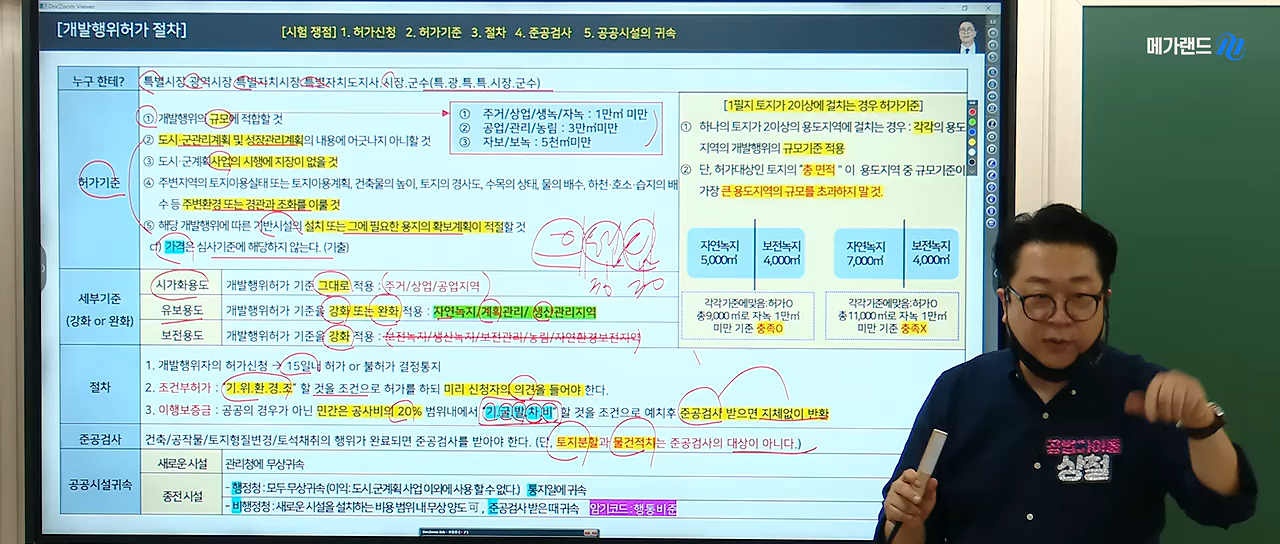 DocZoom Viewer
[개발행위허가 절차]
[시험 쟁점] 1. 허가신청 2. 허가기준 3. 절차 4. 준공검사 5. 공공시설의 귀속
메가랜드
누구 한테?
특별시장.광역시장.특별자치시장.특별자치도지사.시장.군수(특.광.특.특.시장.군수)
허가기준
① 개발행위의 규모에 적합할 것
② 도시·군관리계획 및 성장관리계획의 내용에 어긋나지 아니할 것
③ 도시·군계획사업의 시행에 지장이 없을 것
④ 주변지역의 토지이용실태 또는 토지이용계획, 건축물의 높이, 토지의 경사도, 수목의 상태, 물의 배수, 하천·호소·습지의 배
수 등 주변환경 또는 경관과 조화를 이룰 것
⑤ 해당 개발행위에 따른 기반시설의 설치 또는 그에 필요한 용지의 확보계획이 적절할 것
가격은 심사기준에 해당하지 않는다. (기출)
① 주거/상업/생녹/자녹 : 1만㎡ 미만
② 공업/관리/농림 : 3만㎡미만
③ 자보/보녹 : 5천㎡미만
[1필지 토지가 2이상에 걸치는 경우 허가기준]
① 하나의 토지가 2이상의 용도지역에 걸치는 경우 : 각각의 용도
지역의 개발행위의 규모기준 적용
② 단, 허가대상인 토지의 "총 면적" 이 용도지역 중 규모기준이
가장 큰 용도지역의 규모를 초과하지 말 것.
자연녹지
5,000㎡
보전녹지
4,000㎡
자연녹지
7,000㎡
보전녹지
4,000㎡
각각기준에맞음:허가O
총9,000㎡로 자녹 1만㎡
미만 기준 충족O
각각기준에맞음:허가O
총11,000㎡로 자녹 1만㎡
미만 기준 충족X
30 30
세부기준
(강화 or 완화)
시가화용도
개발행위허가 기준 그대로 적용 : 주거/상업/공업지역
유보용도
개발행위허가 기준을 강화 또는 완화 적용 : 자연녹지/계획관리/ 생산관리지역
보전용도
개발행위허가 기준을 강화 적용 : 보전녹지/생산녹지/보전관리/농림/자연환경보전지역
절차
1. 개발행위자의 허가신청 → 15일내 허가 or 불허가 결정통지
2. 조건부허가 : "기.위.환.경.조" 할 것을 조건으로 허가를 하되 미리 신청자의 의견을 들어야 한다.
3. 이행보증금 : 공공의 경우가 아닌 민간은 공사비의 20% 범위내에서 "기.굴.발.차.비" 할 것을 조건으로 예치후 준공검사 받으면 지체없이 반환
준공검사
건축/공작물/토지형질변경/토석채취의 행위가 완료되면 준공검사를 받아야 한다. (단, 토지분할과 물건적치는 준공검사의 대상이 아니다.)
공공시설귀속
새로운 시설
관리청에 무상귀속
종전 시설
- 행정청 : 모두 무상귀속 (이익: 도시.군계획 사업 이외에 사용 할 수 없다.) 통지일에 귀속
- 비행정청 : 새로운 시설을 설치하는 비용 범위 내 무상 양도 可 , 준공검사 받은 때 귀속 암기코드 : 행통비준